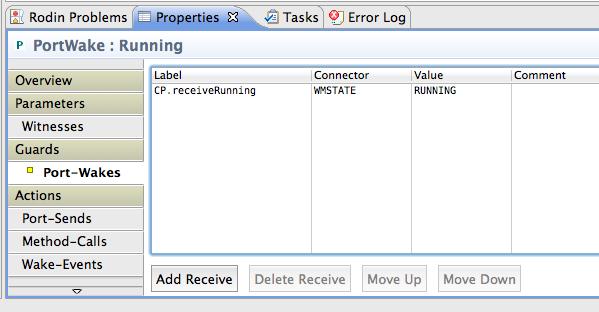 Rodin Problems Properties Tasks Error Log
P PortWake : Running
Overview
Parameters
Witnesses
Guards
Port-Wakes
Actions
Port-Sends
Method-Calls
Wake-Events
Label Connector Value Comment
CP.receiveRunning WMSTATE RUNNING
Add Receive Delete Receive Move Up Move Down